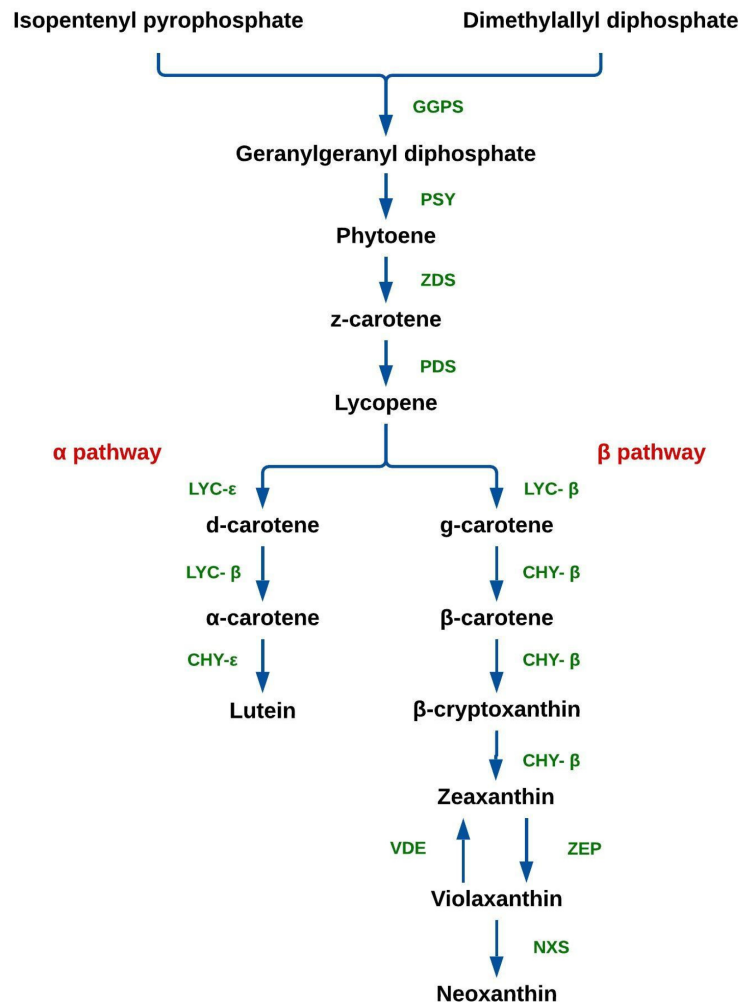 Isopentenyl pyrophosphate
Dimethylallyl diphosphate
GGPS
Geranylgeranyl diphosphate
PSY
Phytoene
ZDS
z-carotene
PDS
Lycopene
α pathway
β pathway
LYC-ε
LYC- β
d-carotene
g-carotene
LYC- β
CHY- β
α-carotene
β-carotene
CHY-ε
CHY- β
Lutein
β-cryptoxanthin
CHY- β
Zeaxanthin
VDE
ZEP
Violaxanthin
NXS
Neoxanthin